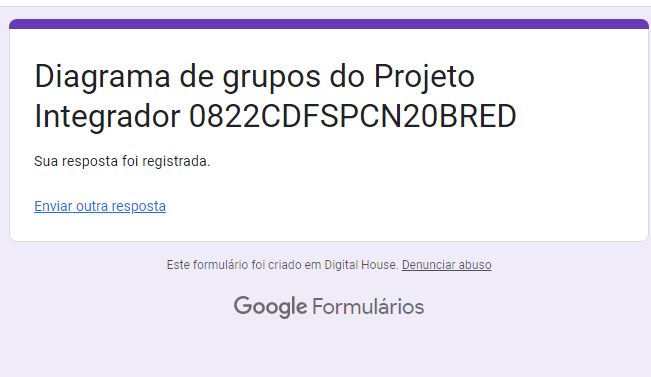 Diagrama de grupos do Projeto
Integrador 0822CDFSPCN20BRED
Sua resposta foi registrada.
Enviar outra resposta
Este formulário foi criado em Digital House. Denunciar abuso
Google Formulários